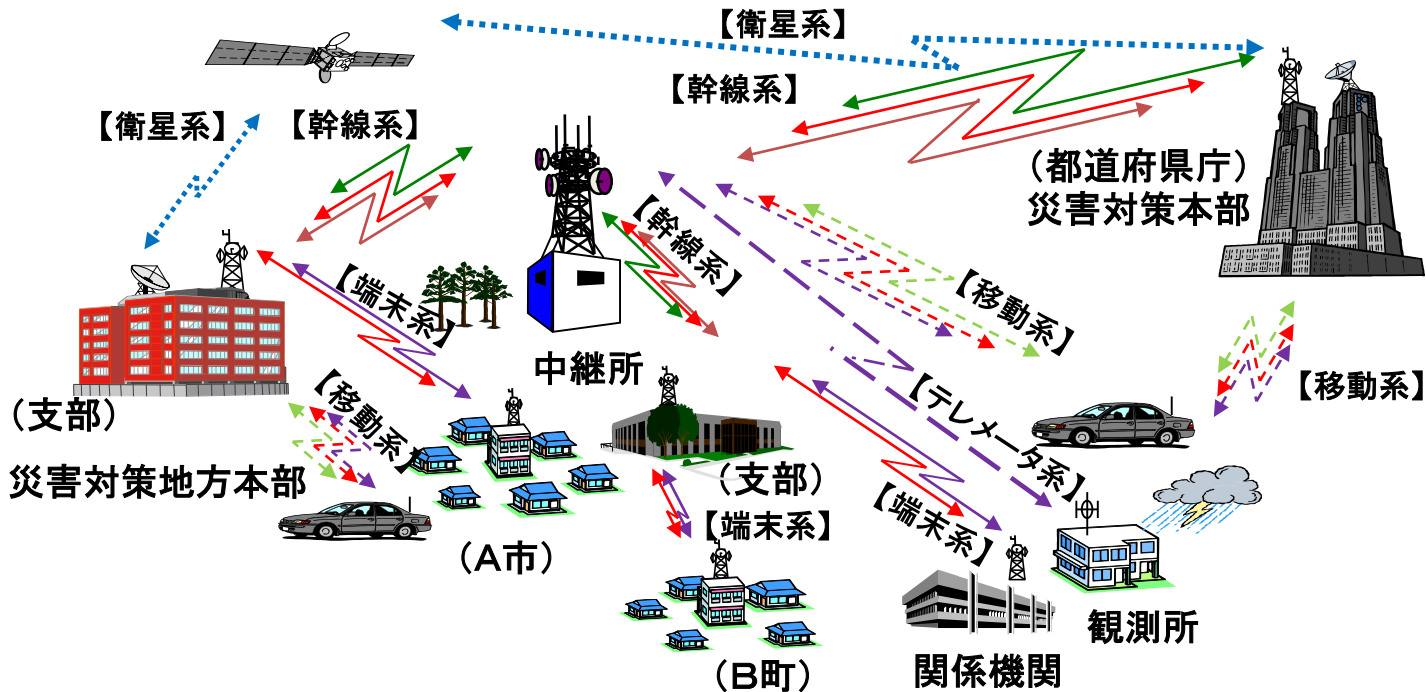 【衛星系】
【幹線系】
【衛星系】
【幹線系】
（都道府県庁）
災害対策本部
【幹線系】
【端末系】
【移動系】
中継所
【移動系】
（支部）
災害対策地方本部
【移動系】
【テレメータ系】
（支部）
【端末系】
【端末系】
（A市）
（B町）
関係機関
観測所